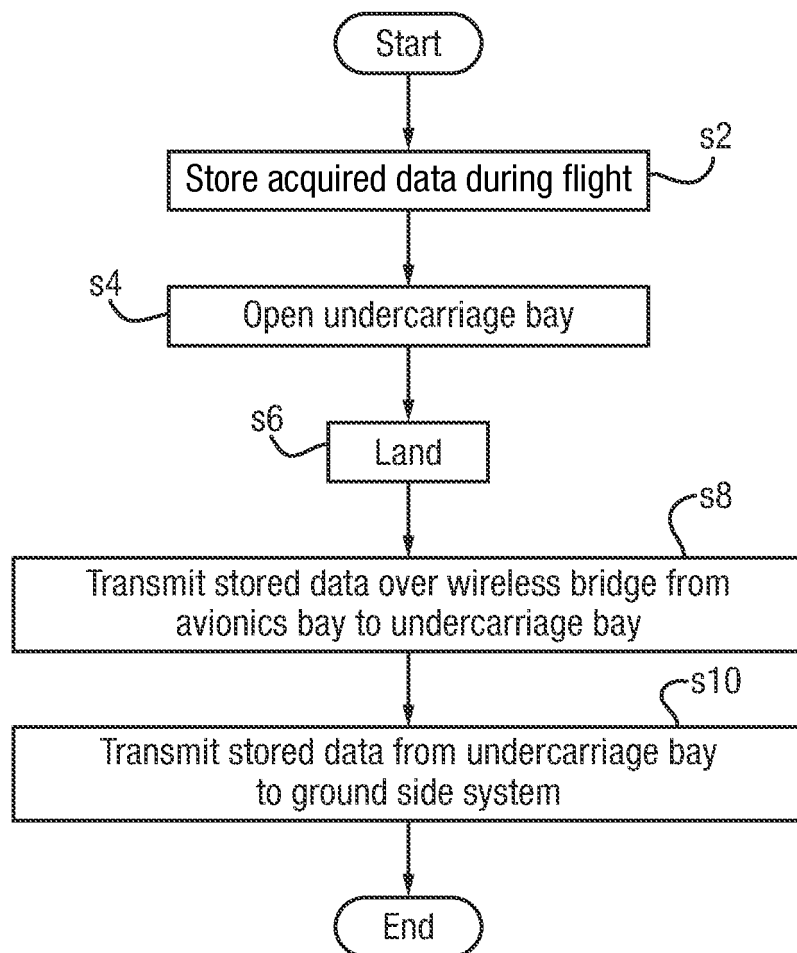 Start
s2
Store acquired data during flight
s4
Open undercarriage bay
s6
Land
s8
Transmit stored data over wireless bridge from
avionics bay to undercarriage bay
s10
Transmit stored data from undercarriage bay
to ground side system
End